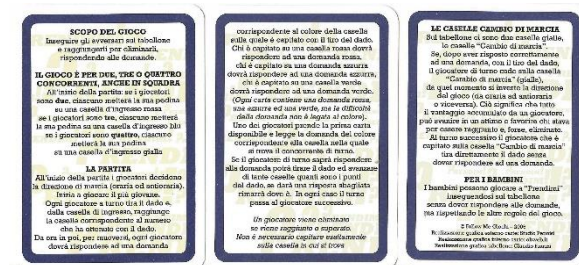 SCOPO DEL GIOCO
Inseguire gli avversari sul tabellone
e raggiungerli per eliminarli,
rispondendo alle domande.
IL GIOCO È PER DUE, TRE O QUATTRO
CONCORRENTI, ANCHE IN SQUADRA
All'inizio della partita: se i giocatori
sono due, ciascuno metterà la sua pedina
su una casella d'ingresso rossa
se i giocatori sono tre, ciascuno metterà
la sua pedina su una casella d'ingresso blu
se i giocatori sono quattro, ciascuno
metterà la sua pedina
su una casella d'ingresso gialla
LA PARTITA
All'inizio della partita i giocatori decidono
la direzione di marcia (oraria od antioraria).
Inizia a giocare il più giovane.
Ogni giocatore a turno tira il dado e,
dalla casella di ingresso, raggiunge
la casella corrispondente al numero
che ha ottenuto con il dado.
Da ora in poi, per muoversi, ogni giocatore
dovrà rispondere ad una domanda
corrispondente al colore della casella
sulla quale è capitato con il tiro del dado.
Chi è capitato su una casella rossa dovrà
rispondere ad una domanda rossa,
chi è capitato su una domanda azzurra
dovrà rispondere ad una domanda azzurra,
chi è capitato su una casella verde
dovrà rispondere ad una domanda verde.
(Ogni carta contiene una domanda rossa,
una azzurra ed una verde, ma le difficoltà
della domanda non è legata al colore).
Uno dei giocatori prende la prima carta
disponibile e legge la domanda del colore
corrispondente alla casella nella quale
si trova il concorrente di turno.
Se il giocatore di turno saprà rispondere
alla domanda potrà tirare il dado ed avanzare
di tante caselle quanti sono i punti
del dado, se darà una risposta sbagliata
rimarrà dove è. In ogni caso il turno
passa al giocatore successivo.
Un giocatore viene eliminato
se viene raggiunto o superato.
Non è necessario capitare esattamente
sulla casella in cui si trova
LE CASELLE CAMBIO DI MARCIA
Sul tabellone ci sono due caselle gialle,
le caselle "Cambio di marcia".
Se, dopo aver risposto correttamente
ad una domanda, con il tiro del dado,
il giocatore di turno cade sulla casella
"Cambio di marcia" (gialla),
da quel momento si inverte la direzione
del gioco (da oraria ad antioraria
o viceversa). Ciò significa che tutto
il vantaggio accumulato da un giocatore,
può svanire in un attimo a favorire chi stava
per essere raggiunto e, forse, eliminato.
Al turno successivo il giocatore che è
capitato sulla casella "Cambio di marcia"
tira direttamente il dado senza
dover rispondere ad una domanda.
PER I BAMBINI
I bambini possono giocare a "Prendimi"
inseguendosi sul tabellone
senza dover rispondere alle domande,
ma rispettando le altre regole del gioco.